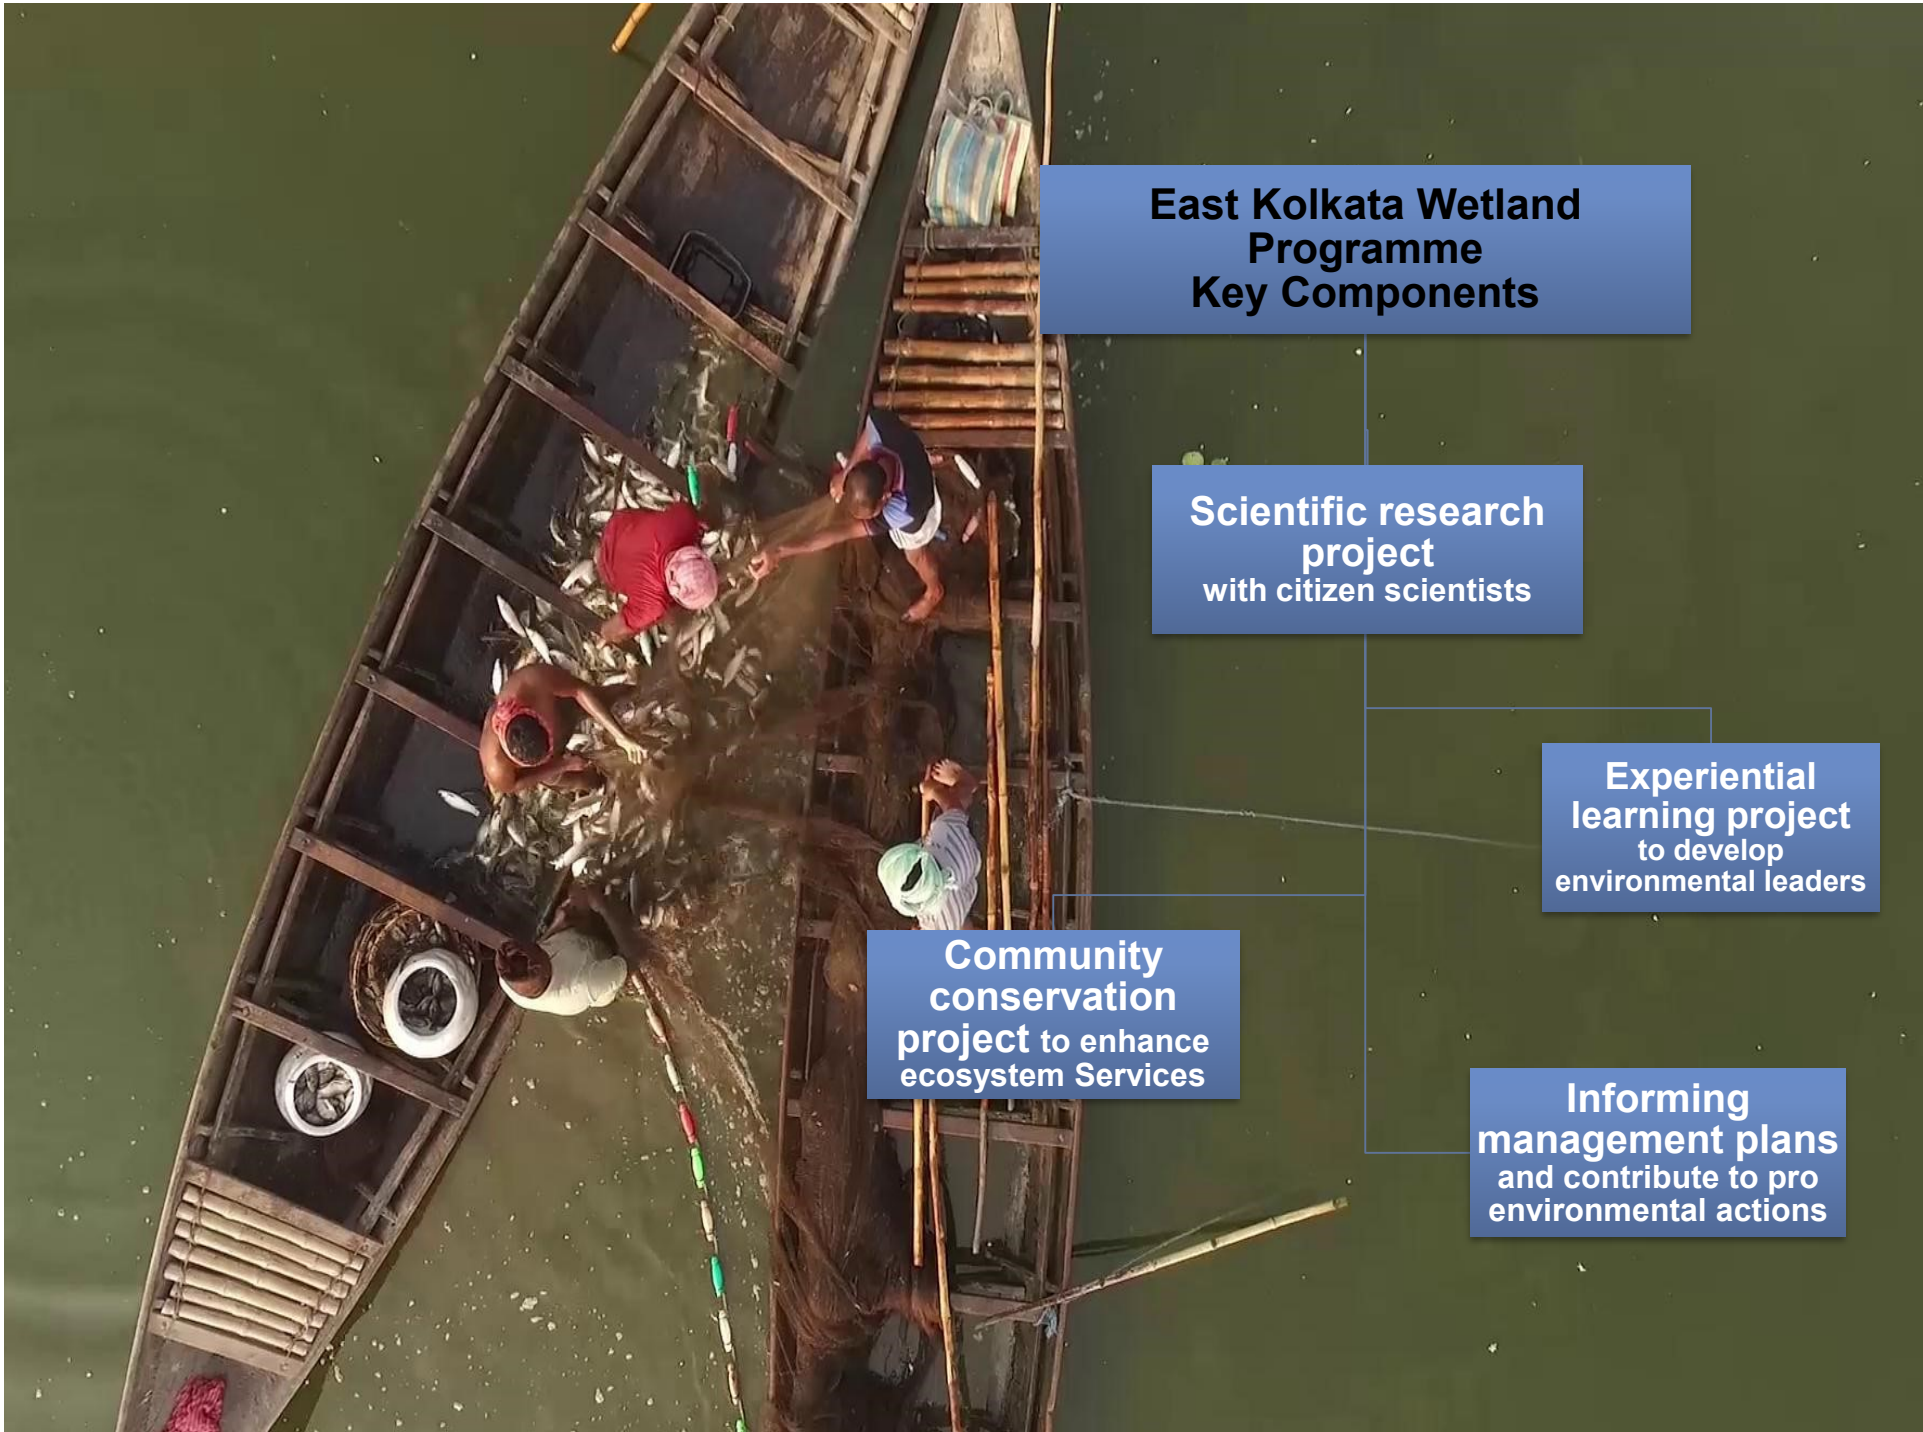 East Kolkata Wetland
Programme
Key Components
Scientific research
project
with citizen scientists
Experiential
learning project
to develop
environmental leaders
Community
conservation
project to enhance
ecosystem Services
Informing
management plans
and contribute to pro
environmental actions